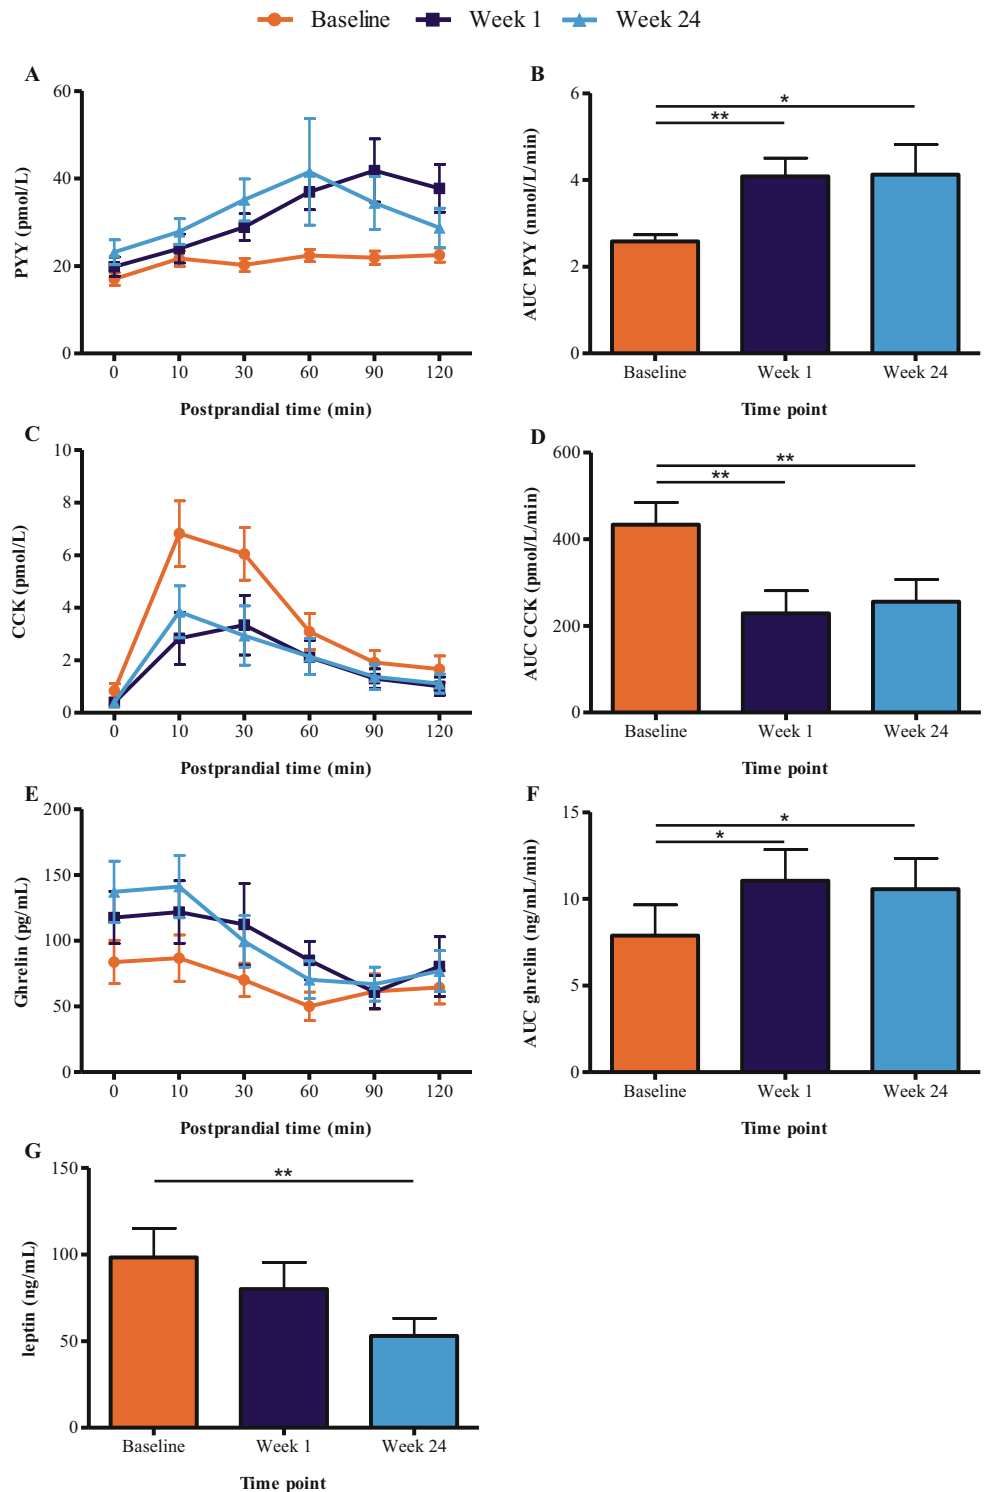 Baseline Week 1 Week 24
A
60
40
20
0
PYY (pmol/L)
0 10 30 60 90 120
Postprandial time (min)
B
6
4
2
0
AUC PYY (nmol/L/min)
*
**
Baseline Week 1 Week 24
Time point
C
10
8
6
4
2
0
CCK (pmol/L)
0 10 30 60 90 120
Postprandial time (min)
D
600
400
200
0
AUC CCK (pmol/L/min)
**
**
Baseline Week 1 Week 24
Time point
E
200
150
100
50
0
Ghrelin (pg/mL)
0 10 30 60 90 120
Postprandial time (min)
F
15
10
5
0
AUC ghrelin (ng/mL/min)
*
*
Baseline Week 1 Week 24
Time point
G
150
100
50
0
leptin (ng/mL)
**
Baseline Week 1 Week 24
Time point